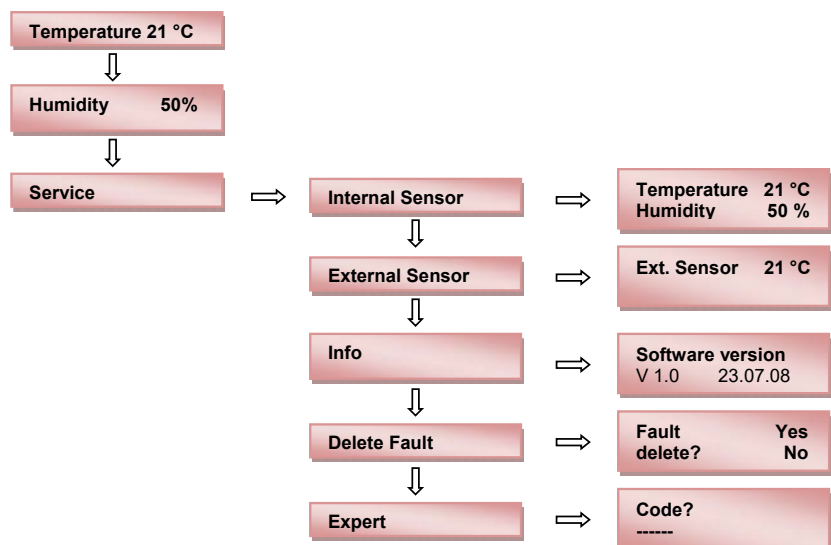 Temperature 21 °C
Humidity 50%
Service
Internal Sensor
Temperature 21 °C
Humidity 50 %
External Sensor
Ext. Sensor 21 °C
Info
Software version
V 1.0 23.07.08
Delete Fault
Fault Yes
delete? No
Expert
Code?
------